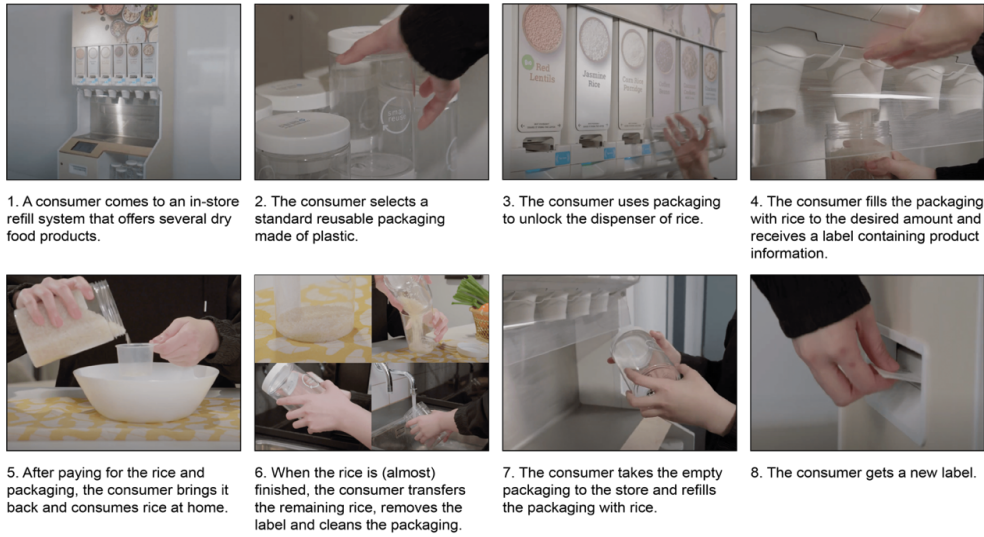 Red
Lentils
Jasmine
Rice
1. A consumer comes to an in-store
refill system that offers several dry
food products.
2. The consumer selects a
standard reusable packaging
made of plastic.
3. The consumer uses packaging
to unlock the dispenser of rice.
4. The consumer fills the packaging
with rice to the desired amount and
receives a label containing product
information.
5. After paying for the rice and
packaging, the consumer brings it
back and consumes rice at home.
6. When the rice is (almost)
finished, the consumer transfers
the remaining rice, removes the
label and cleans the packaging.
7. The consumer takes the empty
packaging to the store and refills
the packaging with rice.
8. The consumer gets a new label.